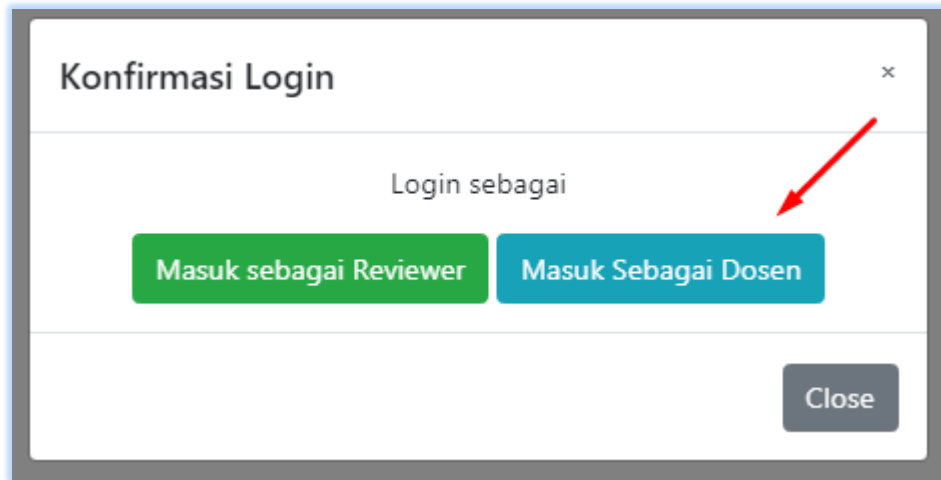 Konfirmasi Login
×
Login sebagai
Masuk sebagai Reviewer
Masuk Sebagai Dosen
Close